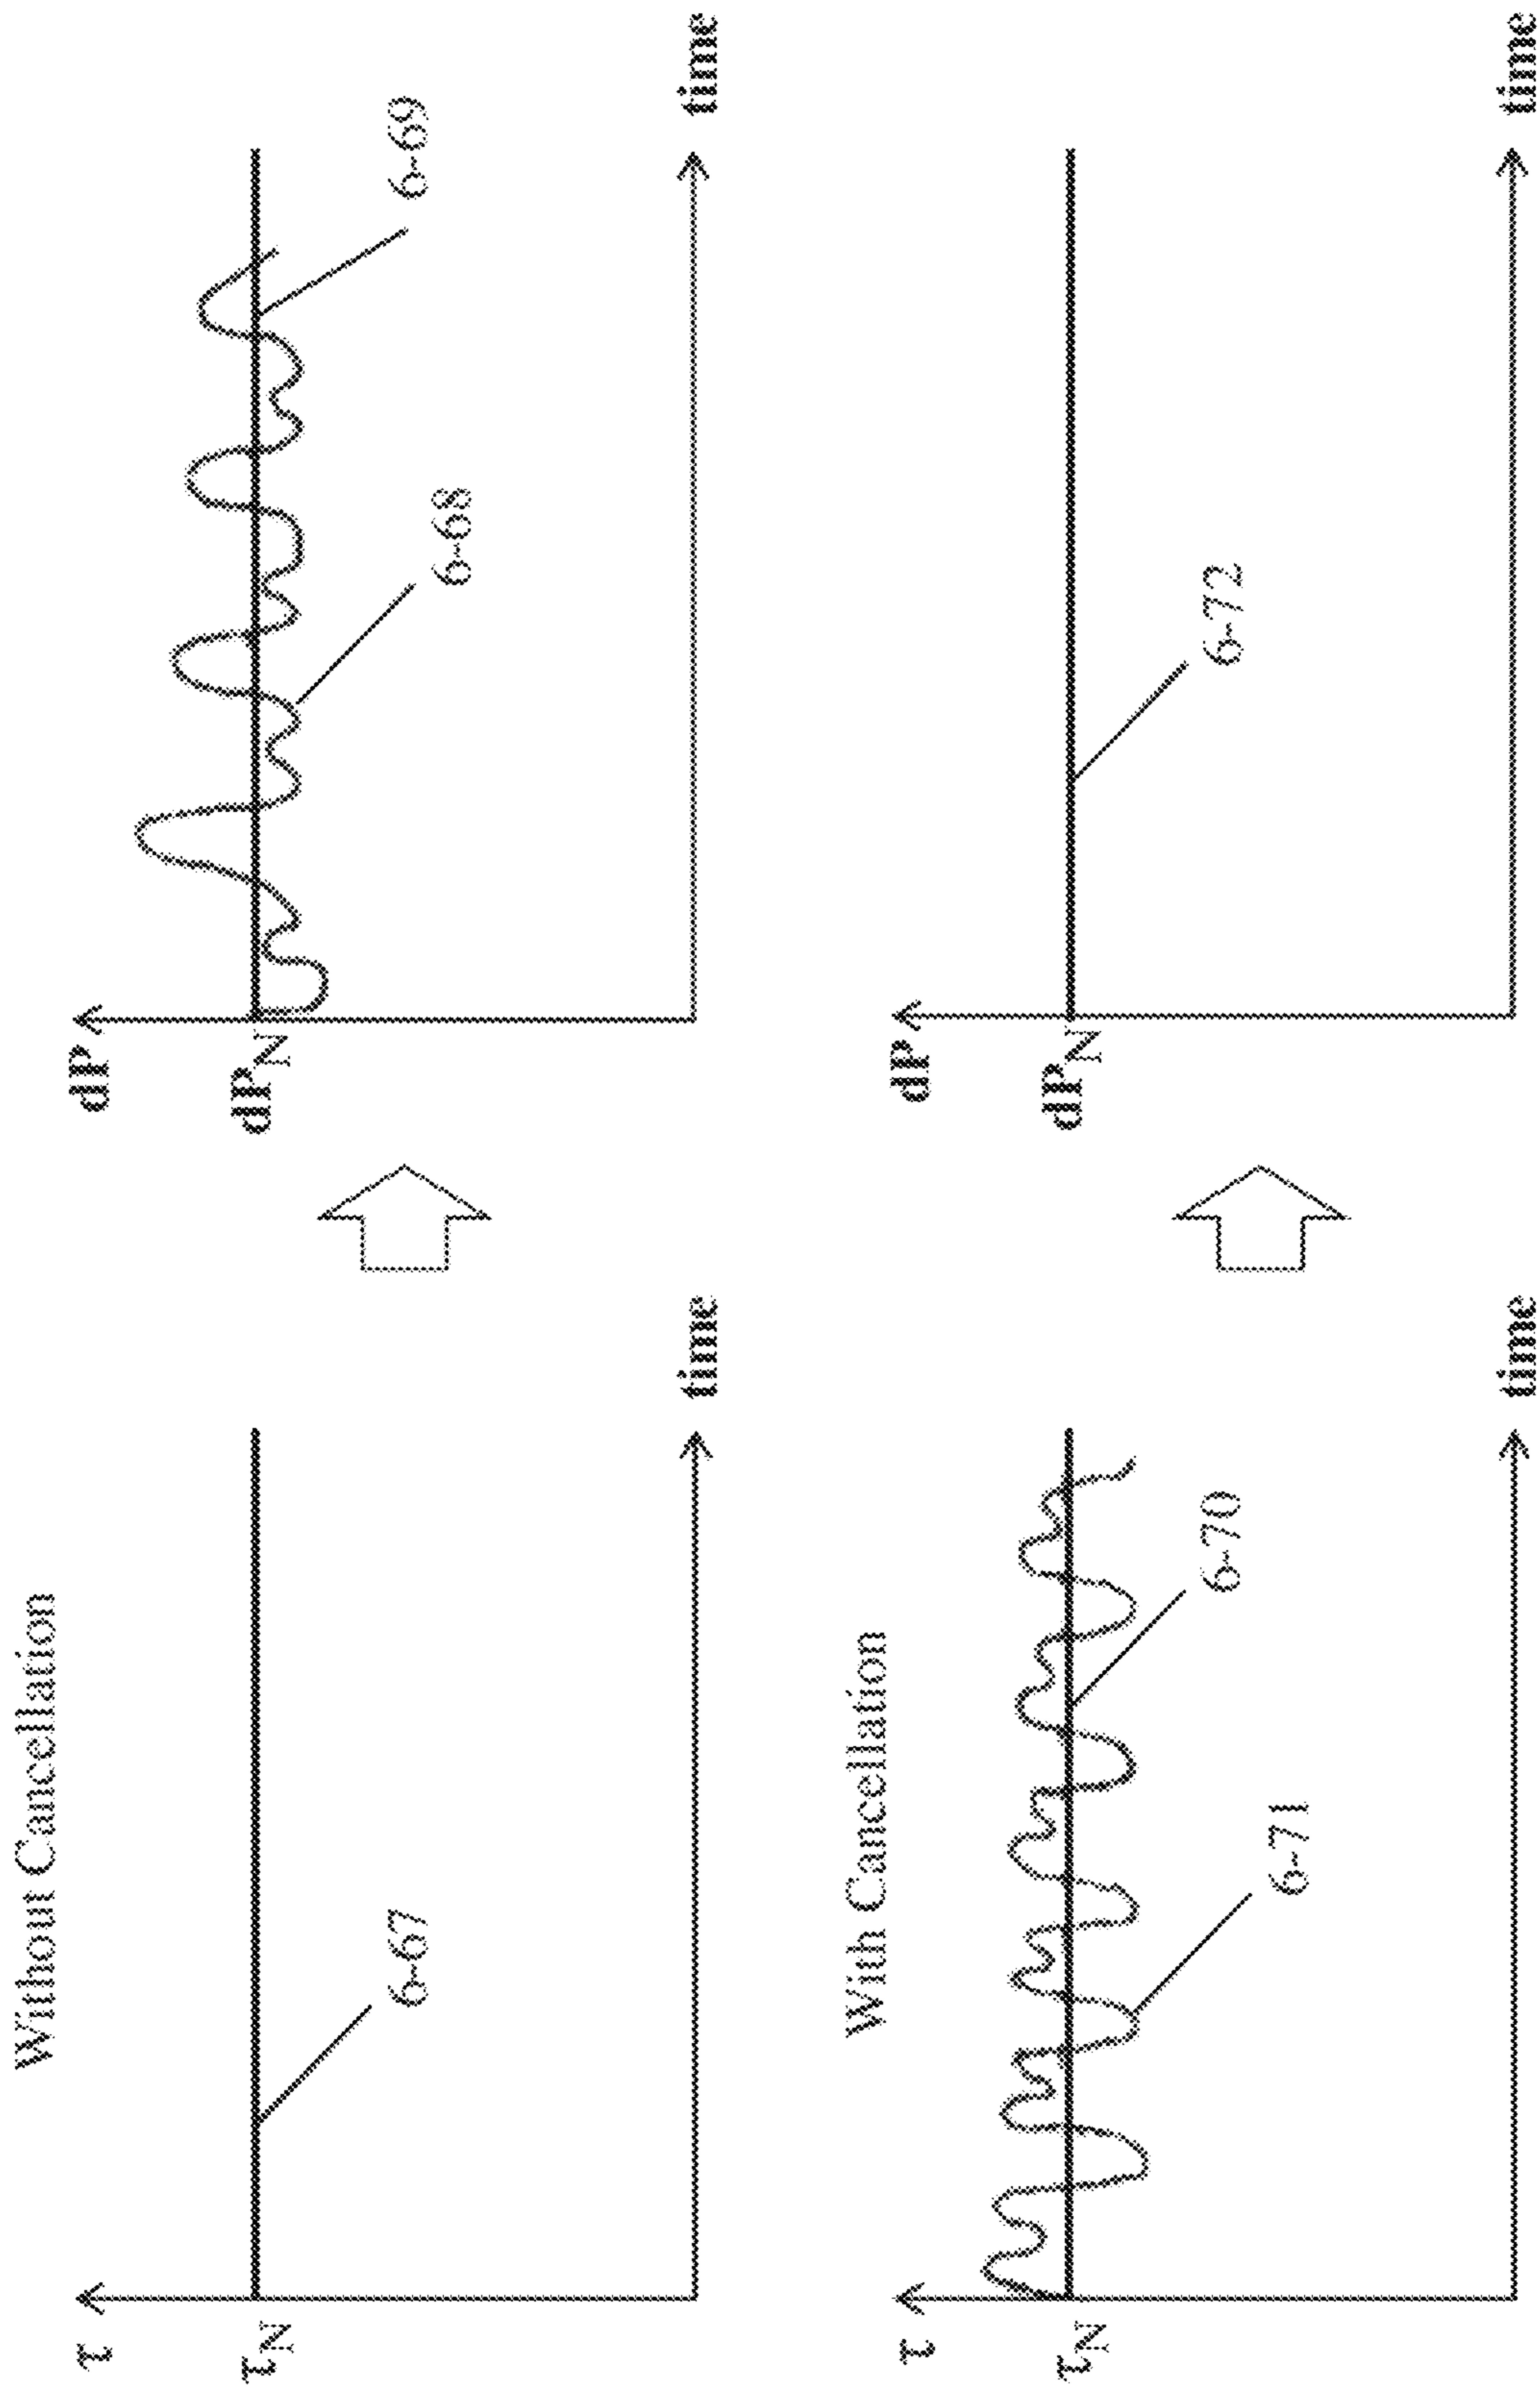 Without Cancellation
τ
τN
6-67
time
dP
dPN
6-68
6-69
time
With Cancellation
τ
τN
6-71
6-70
time
dP
dPN
6-72
time